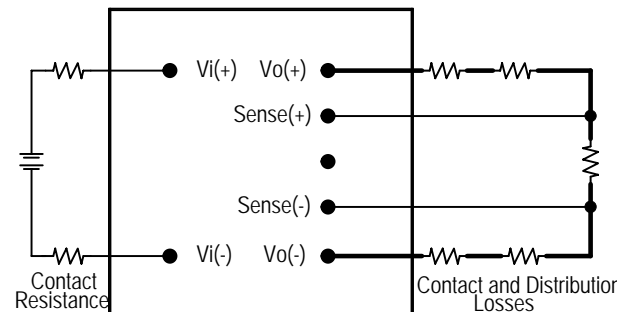 Vi(+) Vo(+)
Sense(+)
Sense(-)
Vi(-) Vo(-)
Contact
Resistance
Contact and Distribution
Losses